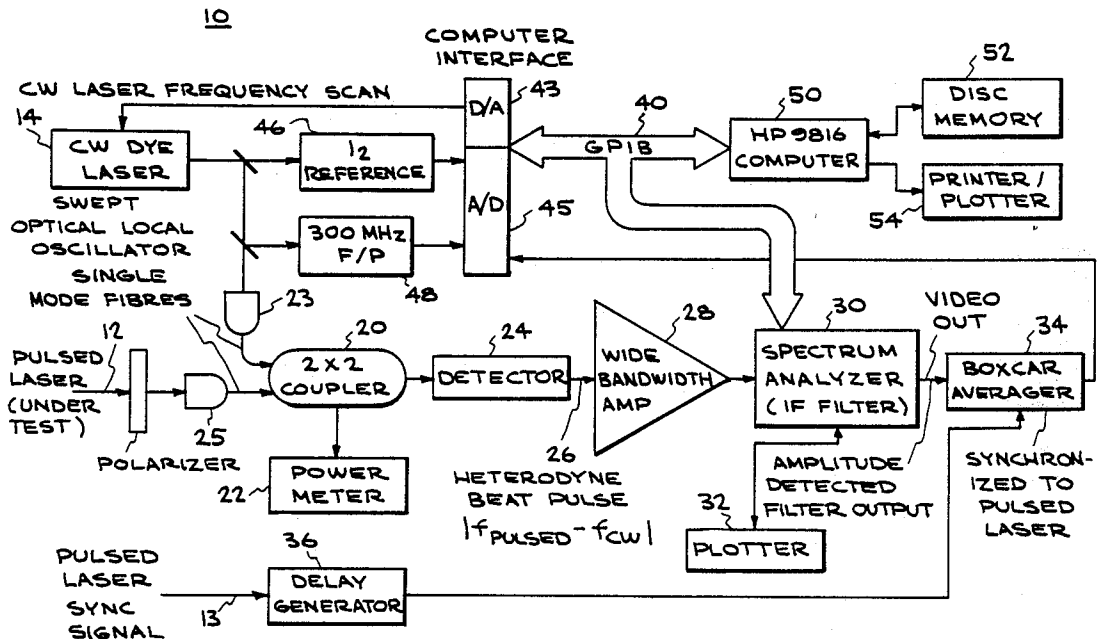 10
COMPUTER
INTERFACE
CW LASER FREQUENCY SCAN
14
CW DYE
LASER
46
I2
REFERENCE
D/A
43
A/D
45
40
GPIB
50
HP 9816
COMPUTER
52
DISC
MEMORY
PRINTER/
PLOTTER
54
SWEPT
OPTICAL LOCAL
OSCILLATOR
SINGLE
MODE FIBRES
300 MHz
F/P
48
23
12
PULSED
LASER
(UNDER
TEST)
POLARIZER
25
20
2 X 2
COUPLER
22
POWER
METER
24
DETECTOR
26
HETERODYNE
BEAT PULSE
|fPULSED-fCW|
28
WIDE
BANDWIDTH
AMP
30
SPECTRUM
ANALYZER
(IF FILTER)
VIDEO
OUT
34
BOXCAR
AVERAGER
AMPLITUDE
DETECTED
FILTER OUTPUT
SYNCHRON-
IZED TO
PULSED
LASER
32
PLOTTER
PULSED
LASER
SYNC
SIGNAL
13
36
DELAY
GENERATOR